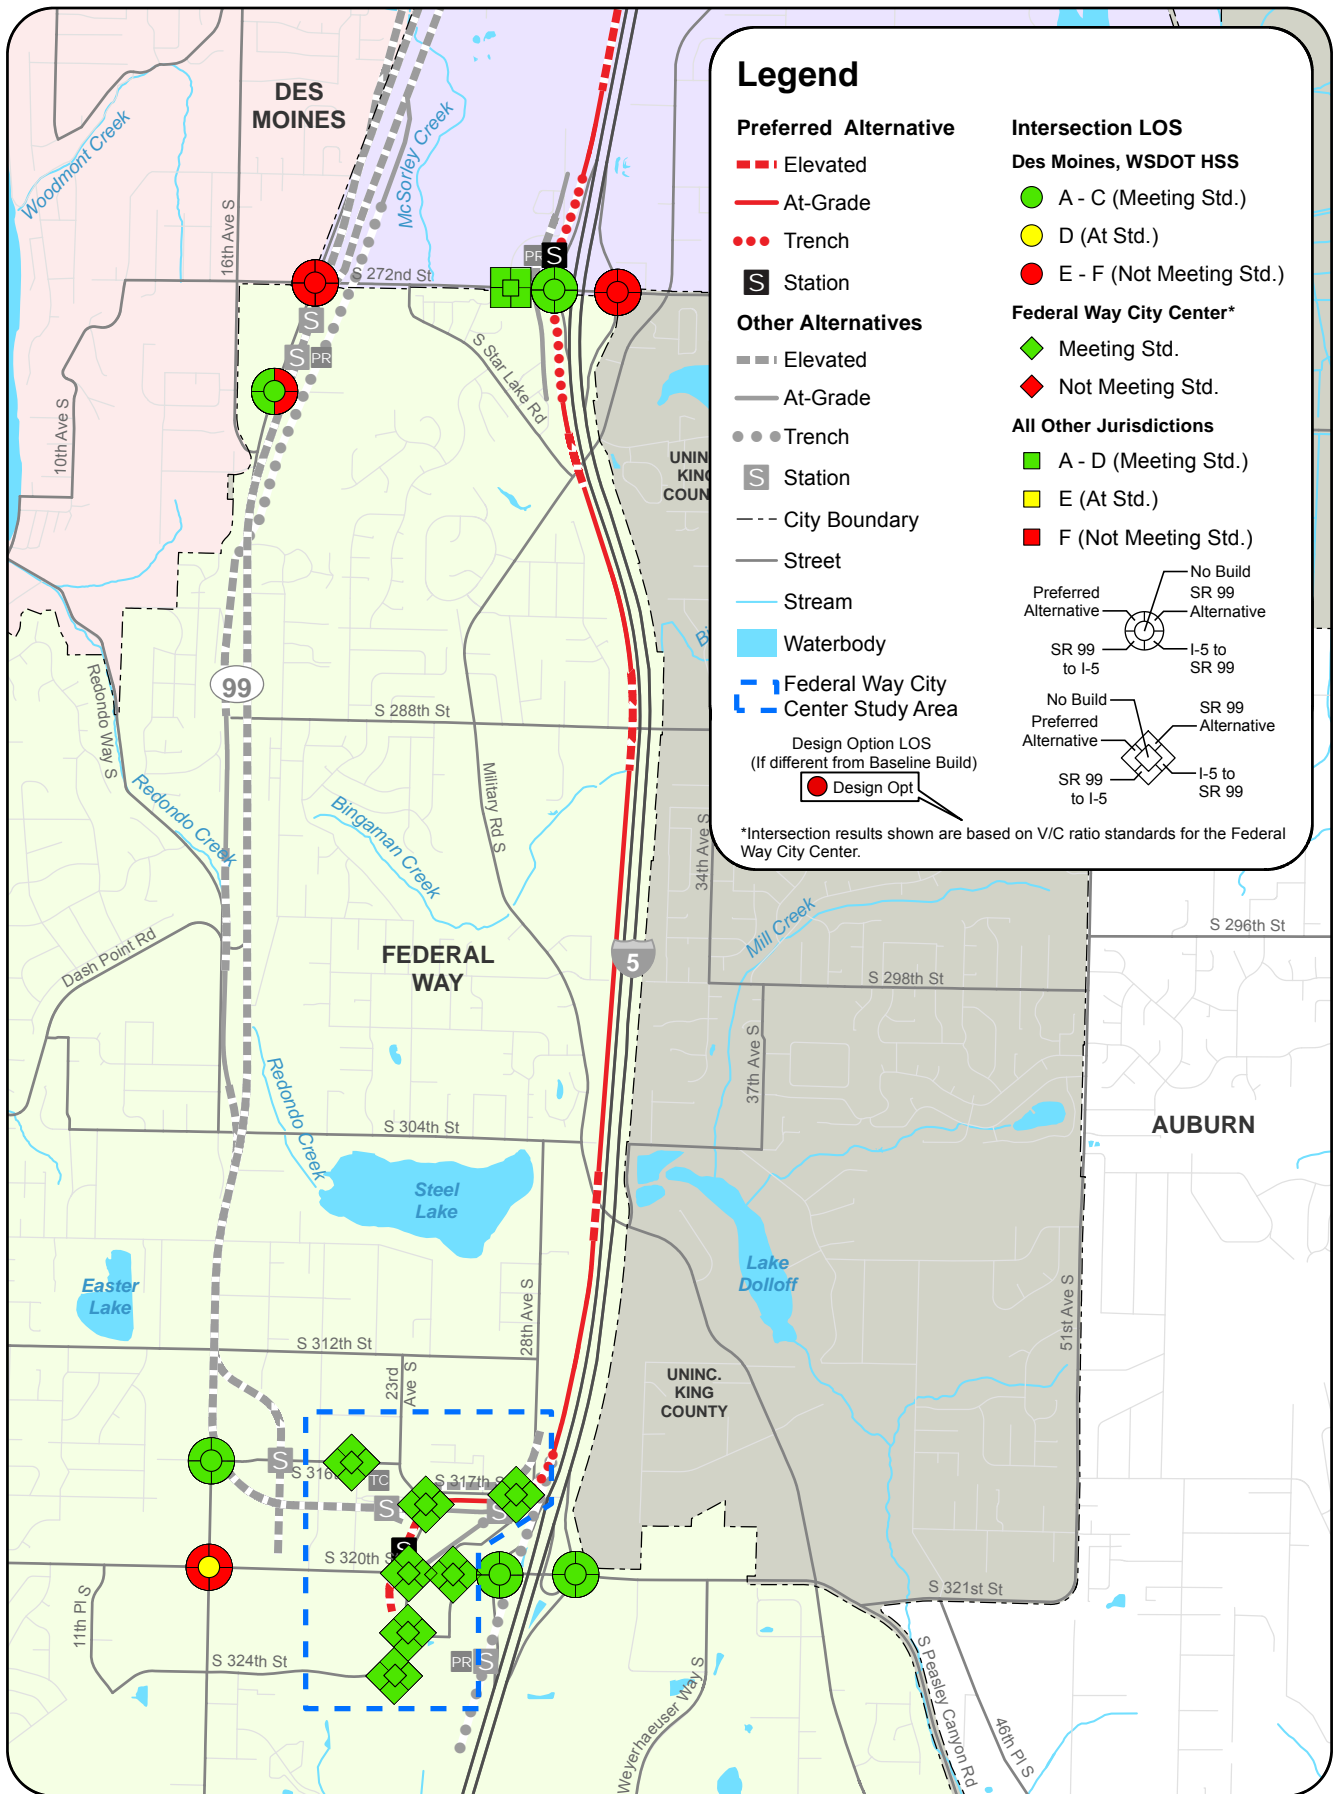 Legend
Preferred Alternative
Elevated
At-Grade
Trench
S Station
Other Alternatives
Elevated
At-Grade
Trench
S Station
City Boundary
Street
Stream
Waterbody
Federal Way City
Center Study Area
Design Option LOS
(If different from Baseline Build)
Design Opt
Intersection LOS
Des Moines, WSDOT HSS
A - C (Meeting Std.)
D (At Std.)
E - F (Not Meeting Std.)
Federal Way City Center*
Meeting Std.
Not Meeting Std.
All Other Jurisdictions
A - D (Meeting Std.)
E (At Std.)
F (Not Meeting Std.)
No Build
Preferred
Alternative
SR 99
Alternative
SR 99
to I-5
I-5 to
SR 99
No Build
Preferred
Alternative
SR 99
Alternative
SR 99
to I-5
I-5 to
SR 99
*Intersection results shown are based on V/C ratio standards for the Federal
Way City Center.
DES
MOINES
Woodmont Creek
McSorley Creek
16th Ave S
S 272nd St
PR
S
S
S
PR
S Star Lake Rd
10th Ave S
UNIN
KIN
COUN
99
Redondo Way S
S 288th St
Redondo Creek
Bingaman Creek
Military Rd S
34th Ave S
Mill Creek
S 296th St
Dash Point Rd
FEDERAL
WAY
5
S 298th St
37th Ave S
Redondo Creek
S 304th St
AUBURN
Steel
Lake
Easter
Lake
Lake
Dolloff
28th Ave S
51st Ave S
S 312th St
23rd
Ave S
UNINC.
KING
COUNTY
S
S 316
TC
S 317th S
S
S
S
S 320th S
S 321st St
11th Pl S
S 324th St
PR
S
Weyerhaeuser Way S
S Peasley Canyon Rd
46th Pl S